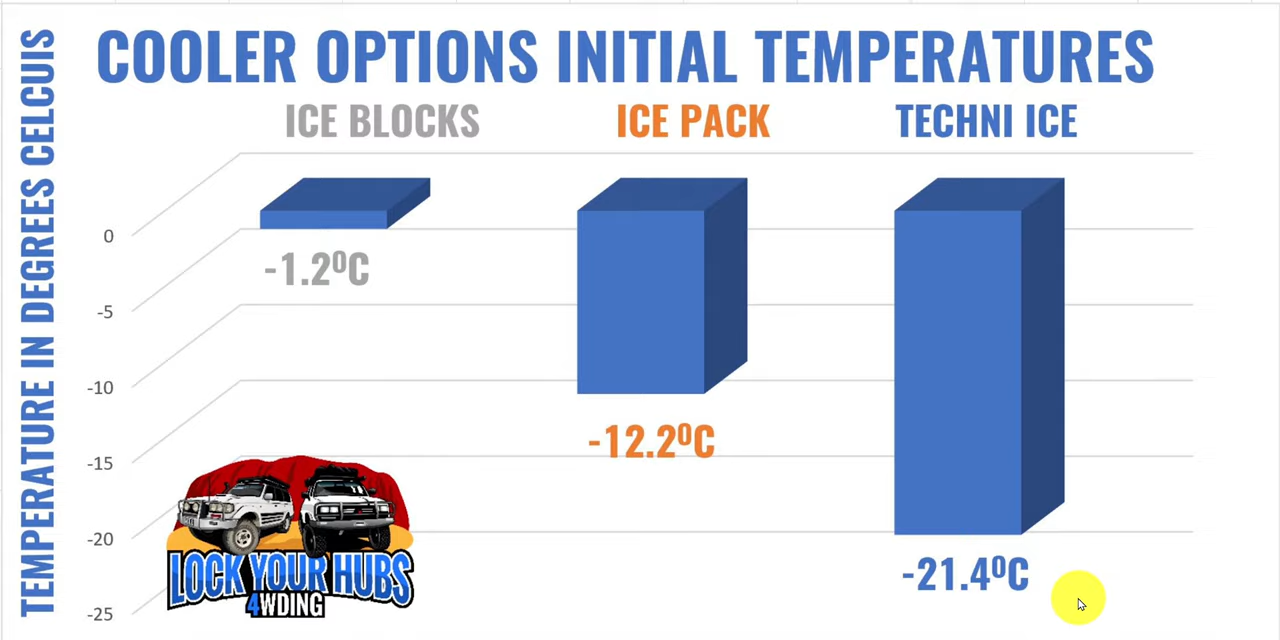 COOLER OPTIONS INITIAL TEMPERATURES
TEMPERATURE IN DEGREES CELCUIS
ICE BLOCKS
ICE PACK
TECHNI ICE
0
-5
-10
-15
-20
-25
-1.2⁰C
-12.2⁰C
-21.4⁰C
LOCK YOUR HUBS
4WDING